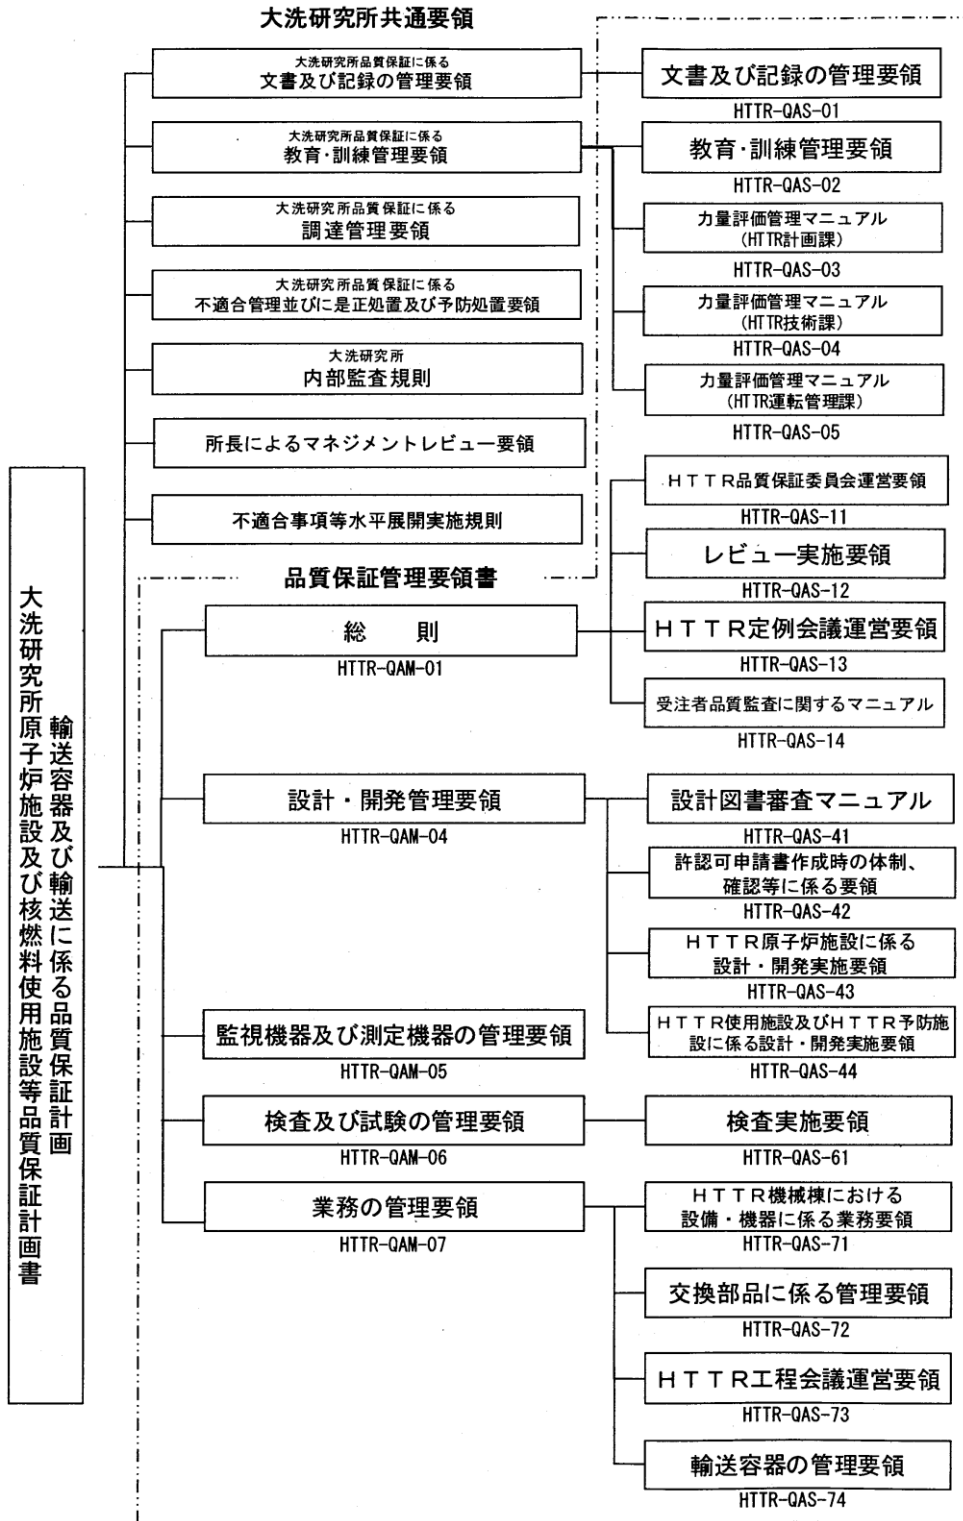 大洗研究所共通要領
大洗研究所品質保証に係る
文書及び記録の管理要領
大洗研究所品質保証に係る
教育・訓練管理要領
大洗研究所品質保証に係る
調達管理要領
大洗研究所品質保証に係る
不適合管理並びに是正処置及び予防処置要領
大洗研究所
内部監査規則
所長によるマネジメントレビュー要領
不適合事項等水平展開実施規則
文書及び記録の管理要領
HTTR-QAS-01
教育・訓練管理要領
HTTR-QAS-02
力量評価管理マニュアル
(HTTR計画課)
HTTR-QAS-03
力量評価管理マニュアル
(HTTR技術課)
HTTR-QAS-04
力量評価管理マニュアル
(HTTR運転管理課)
HTTR-QAS-05
大洗研究所原子炉施設及び核燃料使用施設等品質保証計画書
輸送容器及び輸送に係る品質保証計画
品質保証管理要領書
総　則
HTTR-QAM-01
ＨＴＴＲ品質保証委員会運営要領
HTTR-QAS-11
レビュー実施要領
HTTR-QAS-12
ＨＴＴＲ定例会議運営要領
HTTR-QAS-13
受注者品質監査に関するマニュアル
HTTR-QAS-14
設計・開発管理要領
HTTR-QAM-04
設計図書審査マニュアル
HTTR-QAS-41
許認可申請書作成時の体制、
確認等に係る要領
HTTR-QAS-42
ＨＴＴＲ原子炉施設に係る
設計・開発実施要領
HTTR-QAS-43
ＨＴＴＲ使用施設及びＨＴＴＲ予防施
設に係る設計・開発実施要領
HTTR-QAS-44
監視機器及び測定機器の管理要領
HTTR-QAM-05
検査及び試験の管理要領
HTTR-QAM-06
検査実施要領
HTTR-QAS-61
業務の管理要領
HTTR-QAM-07
ＨＴＴＲ機械棟における
設備・機器に係る業務要領
HTTR-QAS-71
交換部品に係る管理要領
HTTR-QAS-72
ＨＴＴＲ工程会議運営要領
HTTR-QAS-73
輸送容器の管理要領
HTTR-QAS-74